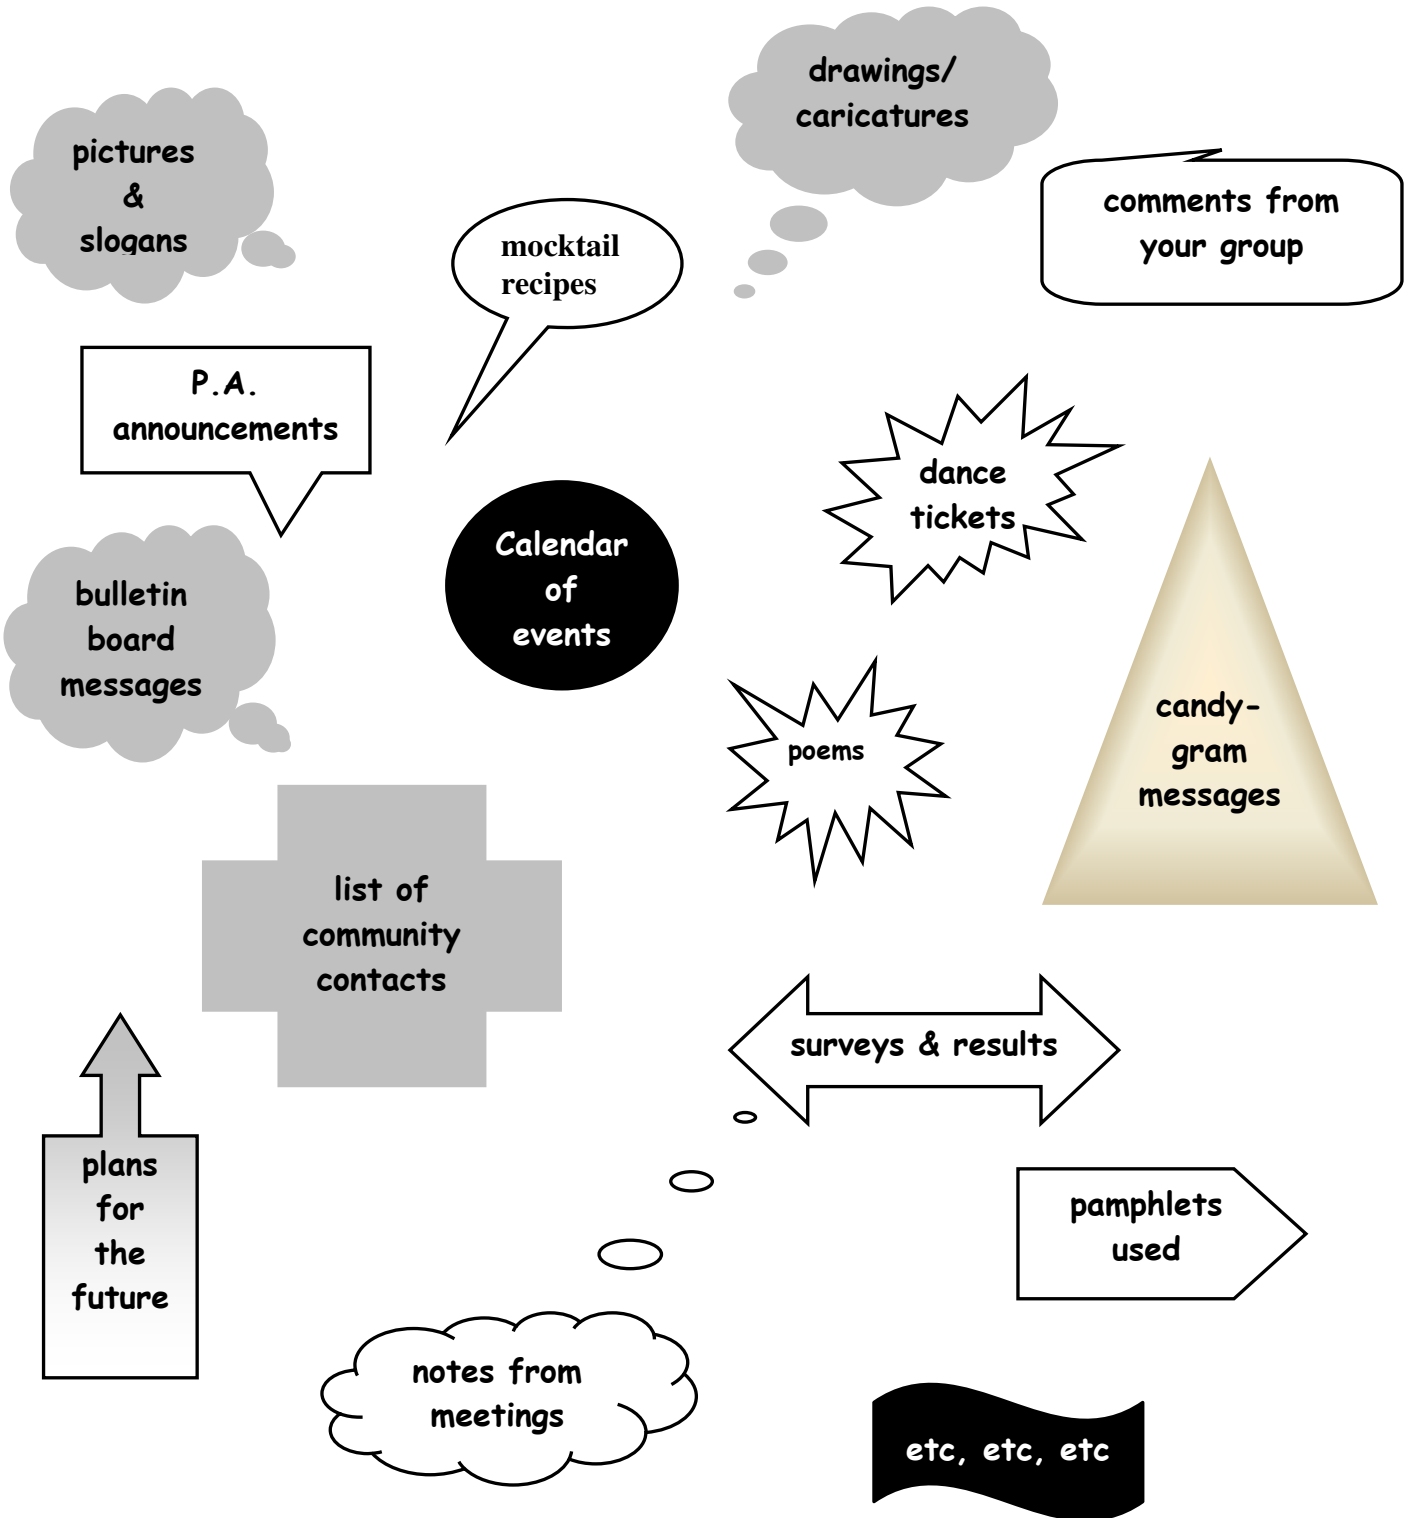 drawings/
caricatures
pictures
&
slogans
comments from
your group
mocktail
recipes
P.A.
announcements
dance
tickets
Calendar
of
events
bulletin
board
messages
candy-
gram
messages
poems
list of
community
contacts
surveys & results
plans
for
the
future
pamphlets
used
notes from
meetings
etc, etc, etc